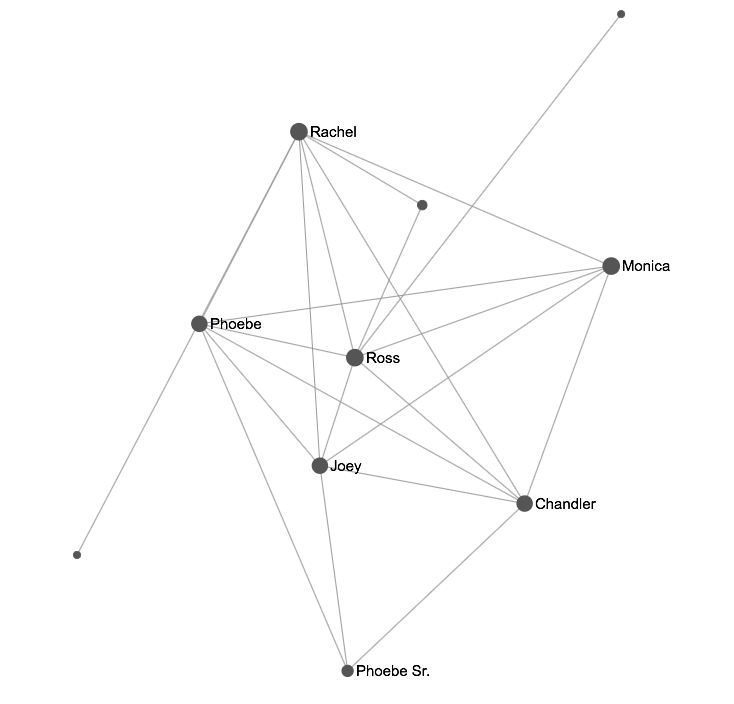 Rachel
Monica
Phoebe
Ross
Joey
Chandler
Phoebe Sr.